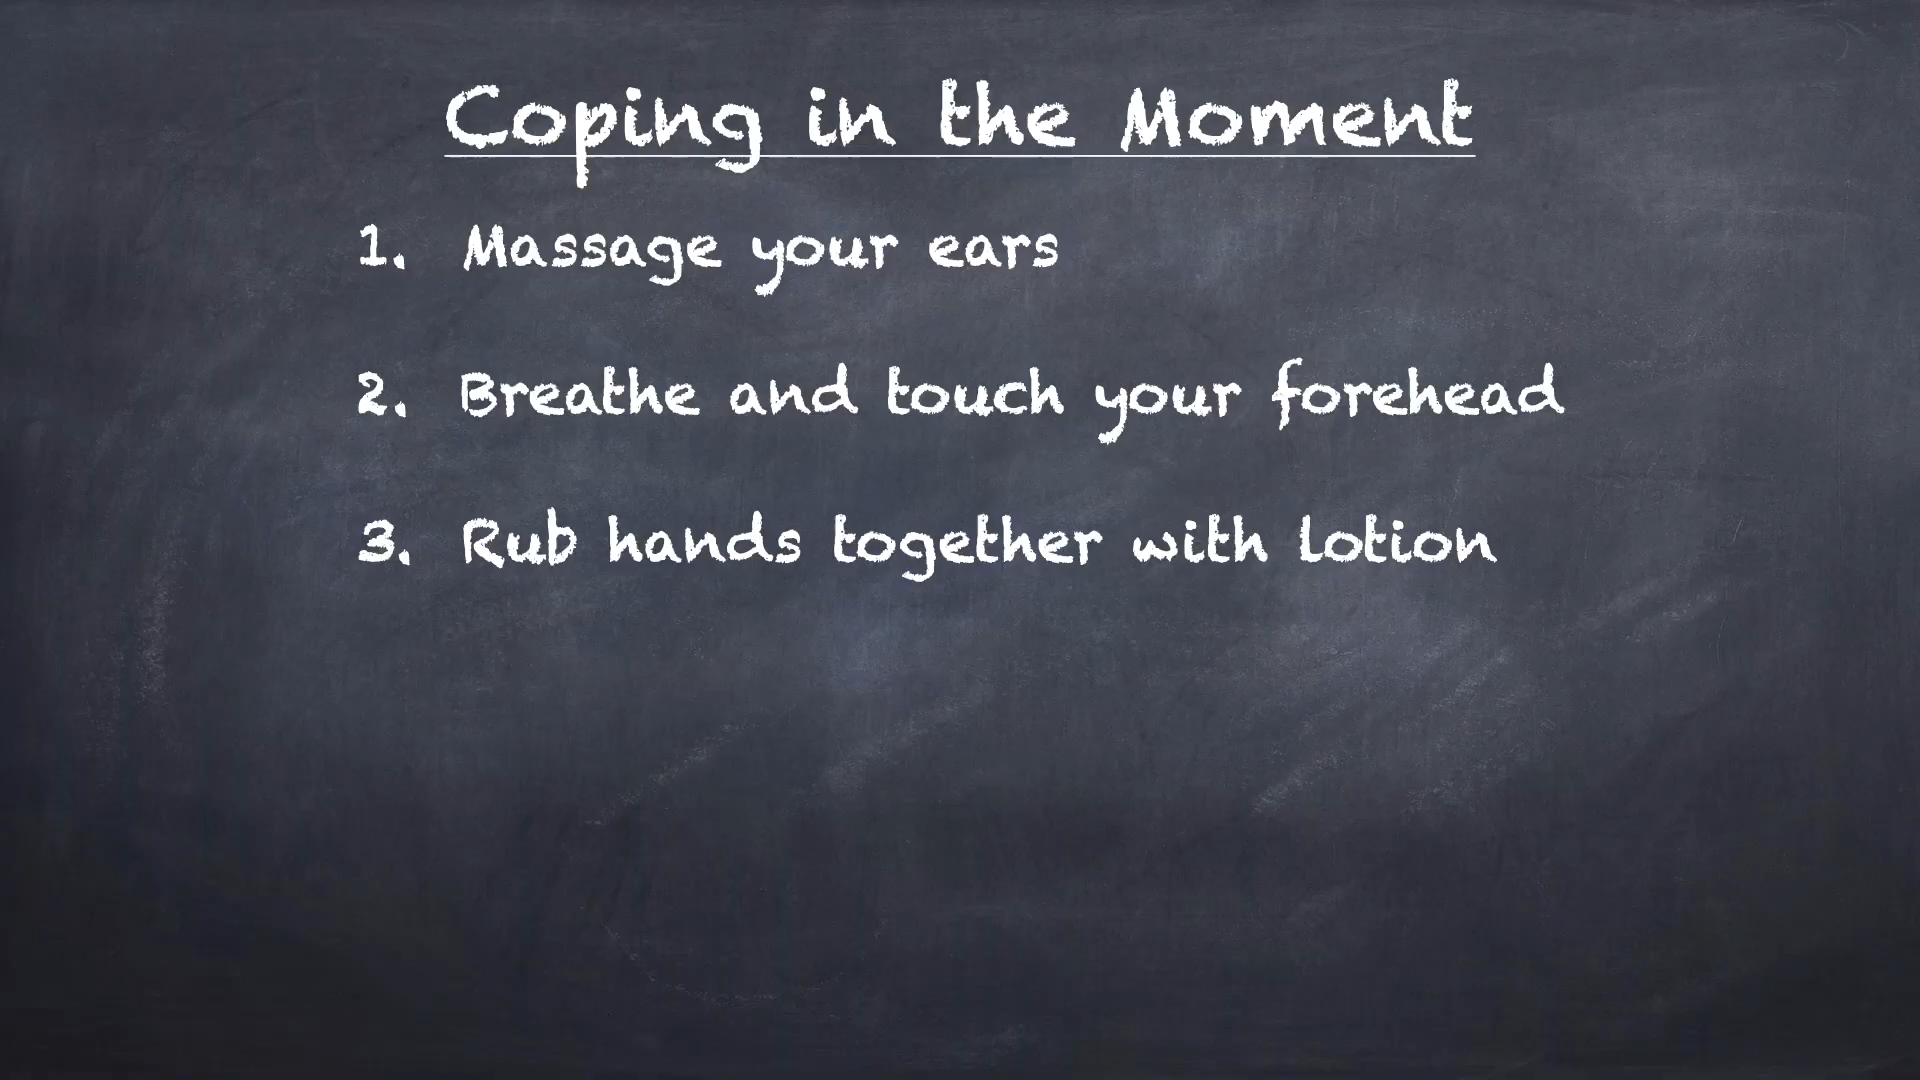 Coping in the Moment
1. Massage your ears
2. Breathe and touch your forehead
3. Rub hands together with lotion